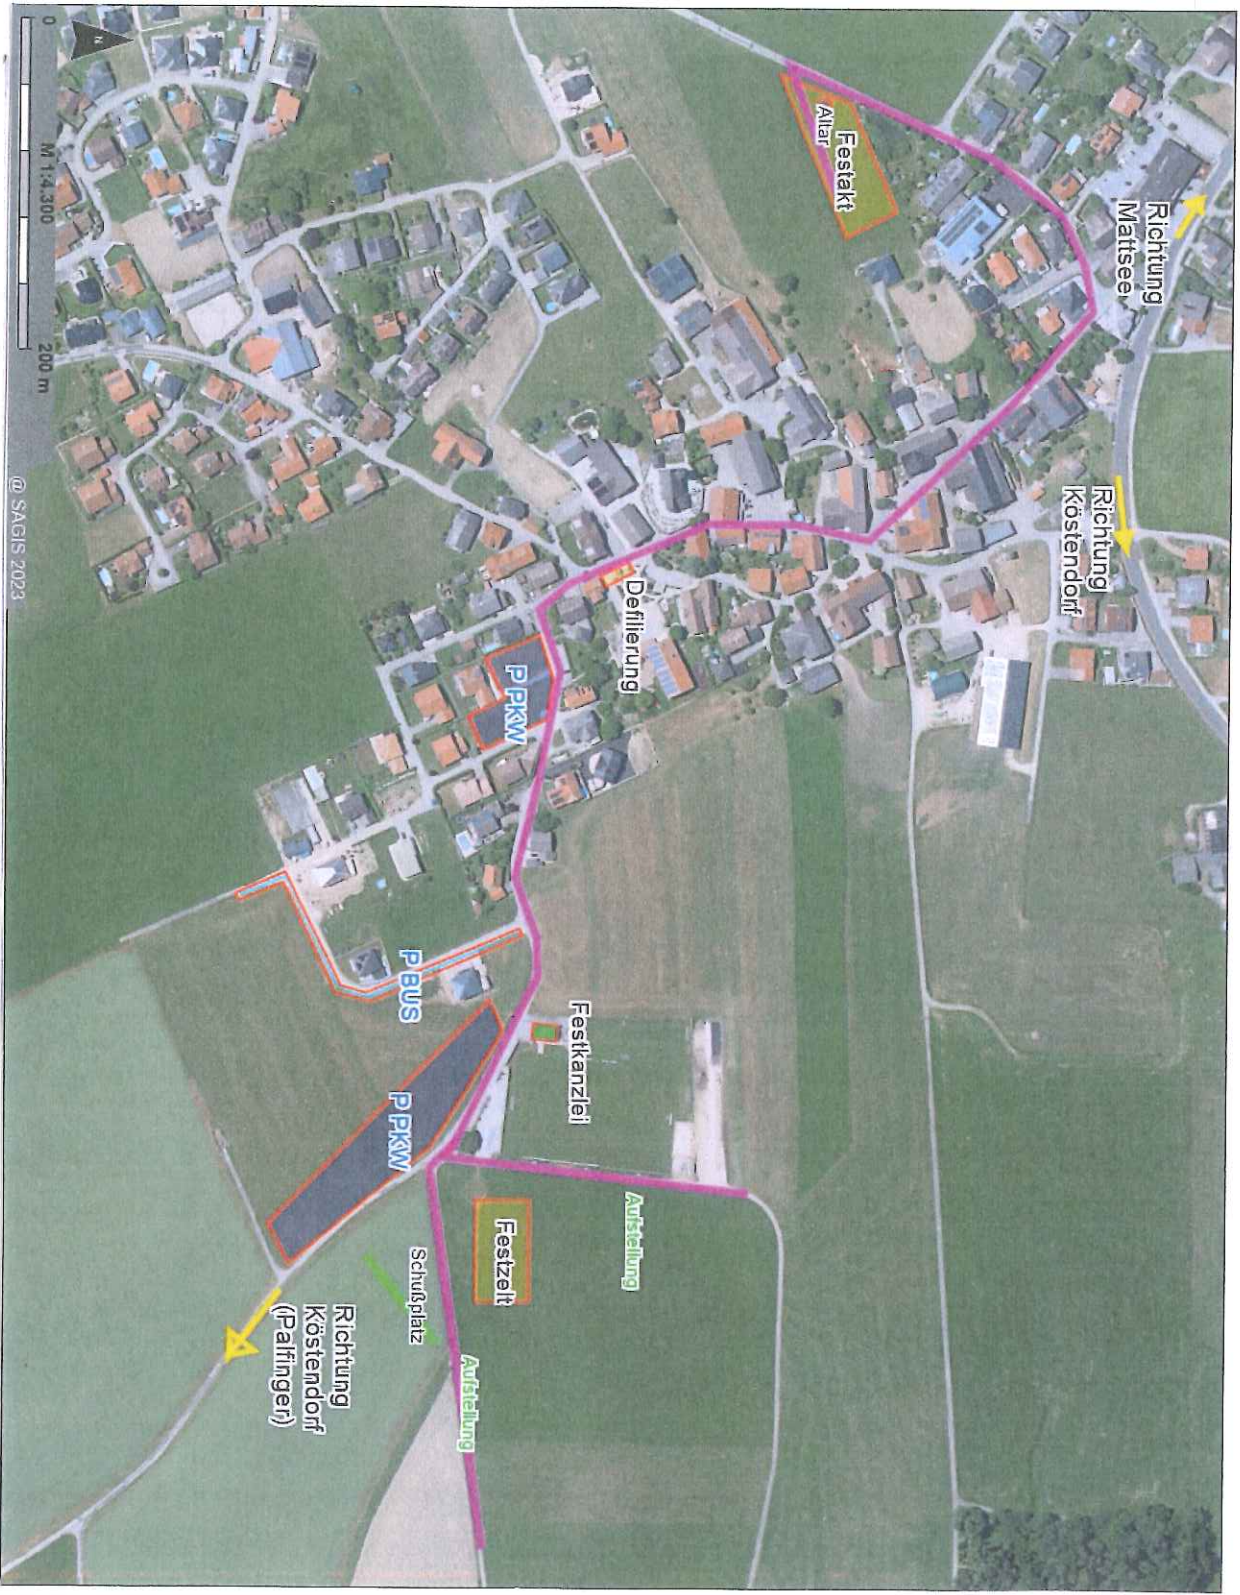 Richtung
Mattsee
Richtung
Köstendorf
Festakt
Altar
Defilierung
P PKW
P BUS
Festkanzlei
P PKW
Aufstellung
Festzelt
Schußplatz
Aufstellung
Richtung
Köstendorf
(Palfinger)
N
0
M 1:4.300
200 m
@ SAGIS 2023